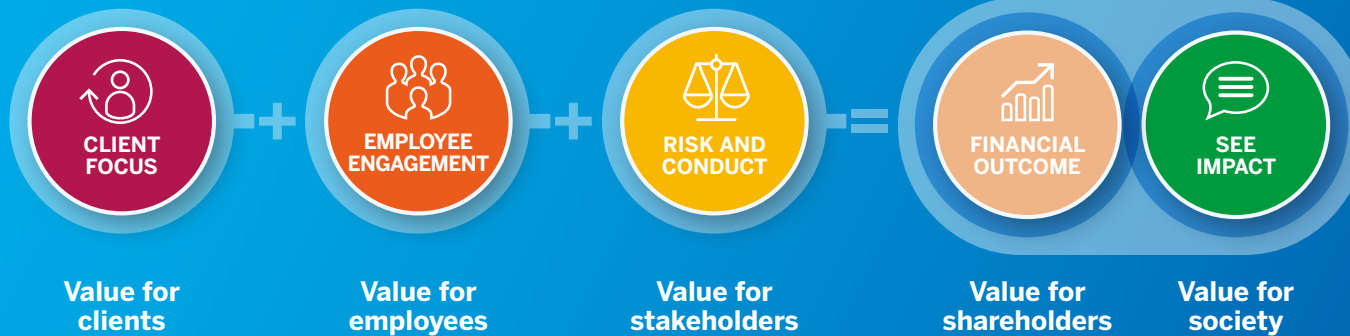 CLIENT
FOCUS
EMPLOYEE
ENGAGEMENT
RISK AND
CONDUCT
FINANCIAL
OUTCOME
SEE
IMPACT
Value for
clients
Value for
employees
Value for
stakeholders
Value for
shareholders
Value for
society